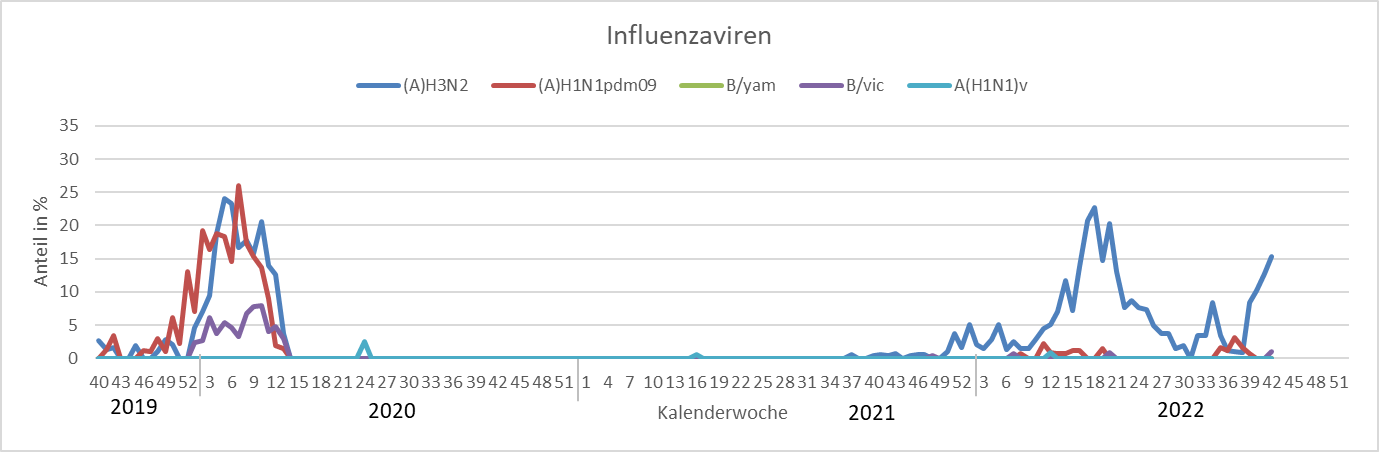 Influenzaviren
(A)H3N2 (A)H1N1pdm09 B/yam B/vic A(H1N1)v
Anteil in %
35
30
25
20
15
10
5
0
40 43 46 49 52 3 6 9 12 15 18 21 24 27 30 33 36 39 42 45 48 51 1 4 7 10 13 16 19 22 25 28 31 34 37 40 43 46 49 52 3 6 9 12 15 18 21 24 27 30 33 36 39 42 45 48 51
2019 2020 Kalenderwoche 2021 2022